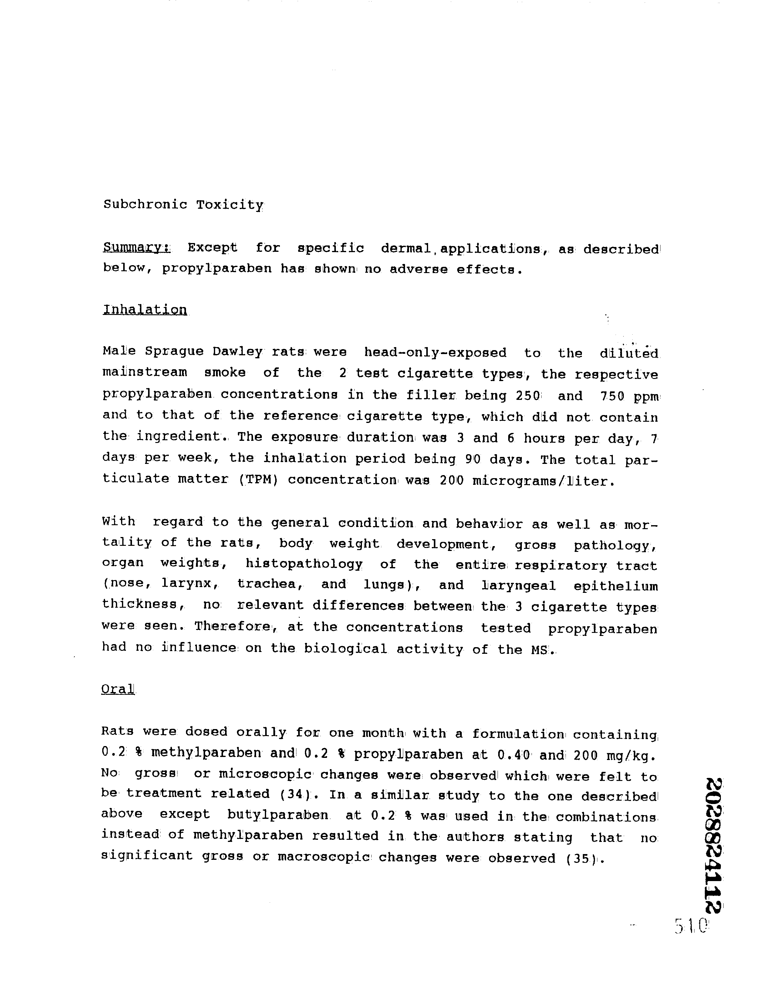 Subchronic Toxicity
Summary: Except for specific dermal applications, as described
below, propylparaben has shown no adverse effects.
Inhalation
Male Sprague Dawley rats were head-only-exposed to the diluted
mainstream smoke of the 2 test cigarette types, the respective
propylparaben concentrations in the filler being 250 and 750 ppm
and to that of the reference cigarette type, which did not contain
the ingredient. The exposure duration was 3 and 6 hours per day, 7
days per week, the inhalation period being 90 days. The total par-
ticulate matter (TPM) concentration was 200 micrograms/liter.
With regard to the general condition and behavior as well as mor-
tality of the rats, body weight development, gross pathology,
organ weights, histopathology of the entire respiratory tract
(nose, larynx, trachea, and lungs), and laryngeal epithelium
thickness, no relevant differences between the 3 cigarette types
were seen. Therefore, at the concentrations tested propylparaben
had no influence on the biological activity of the MS.
Oral
Rats were dosed orally for one month with a formulation containing
0.2 % methylparaben and 0.2 % propylparaben at 0.40 and 200 mg/kg.
No gross or microscopic changes were observed which were felt to
be treatment related (34). In a similar study to the one described
above except butylparaben at 0.2 % was used in the combinations
instead of methylparaben resulted in the authors stating that no
significant gross or macroscopic changes were observed (35).
2028824112
510